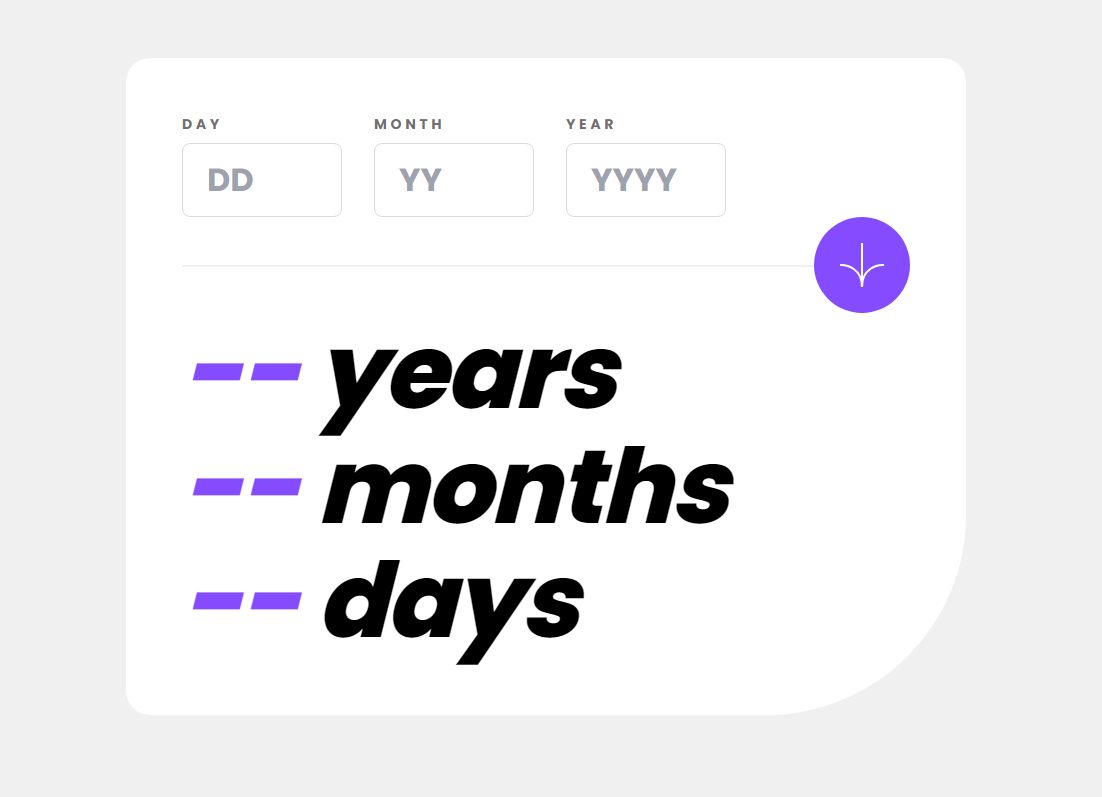 DAY MONTH YEAR
DD YY YYYY
-- years
-- months
-- days